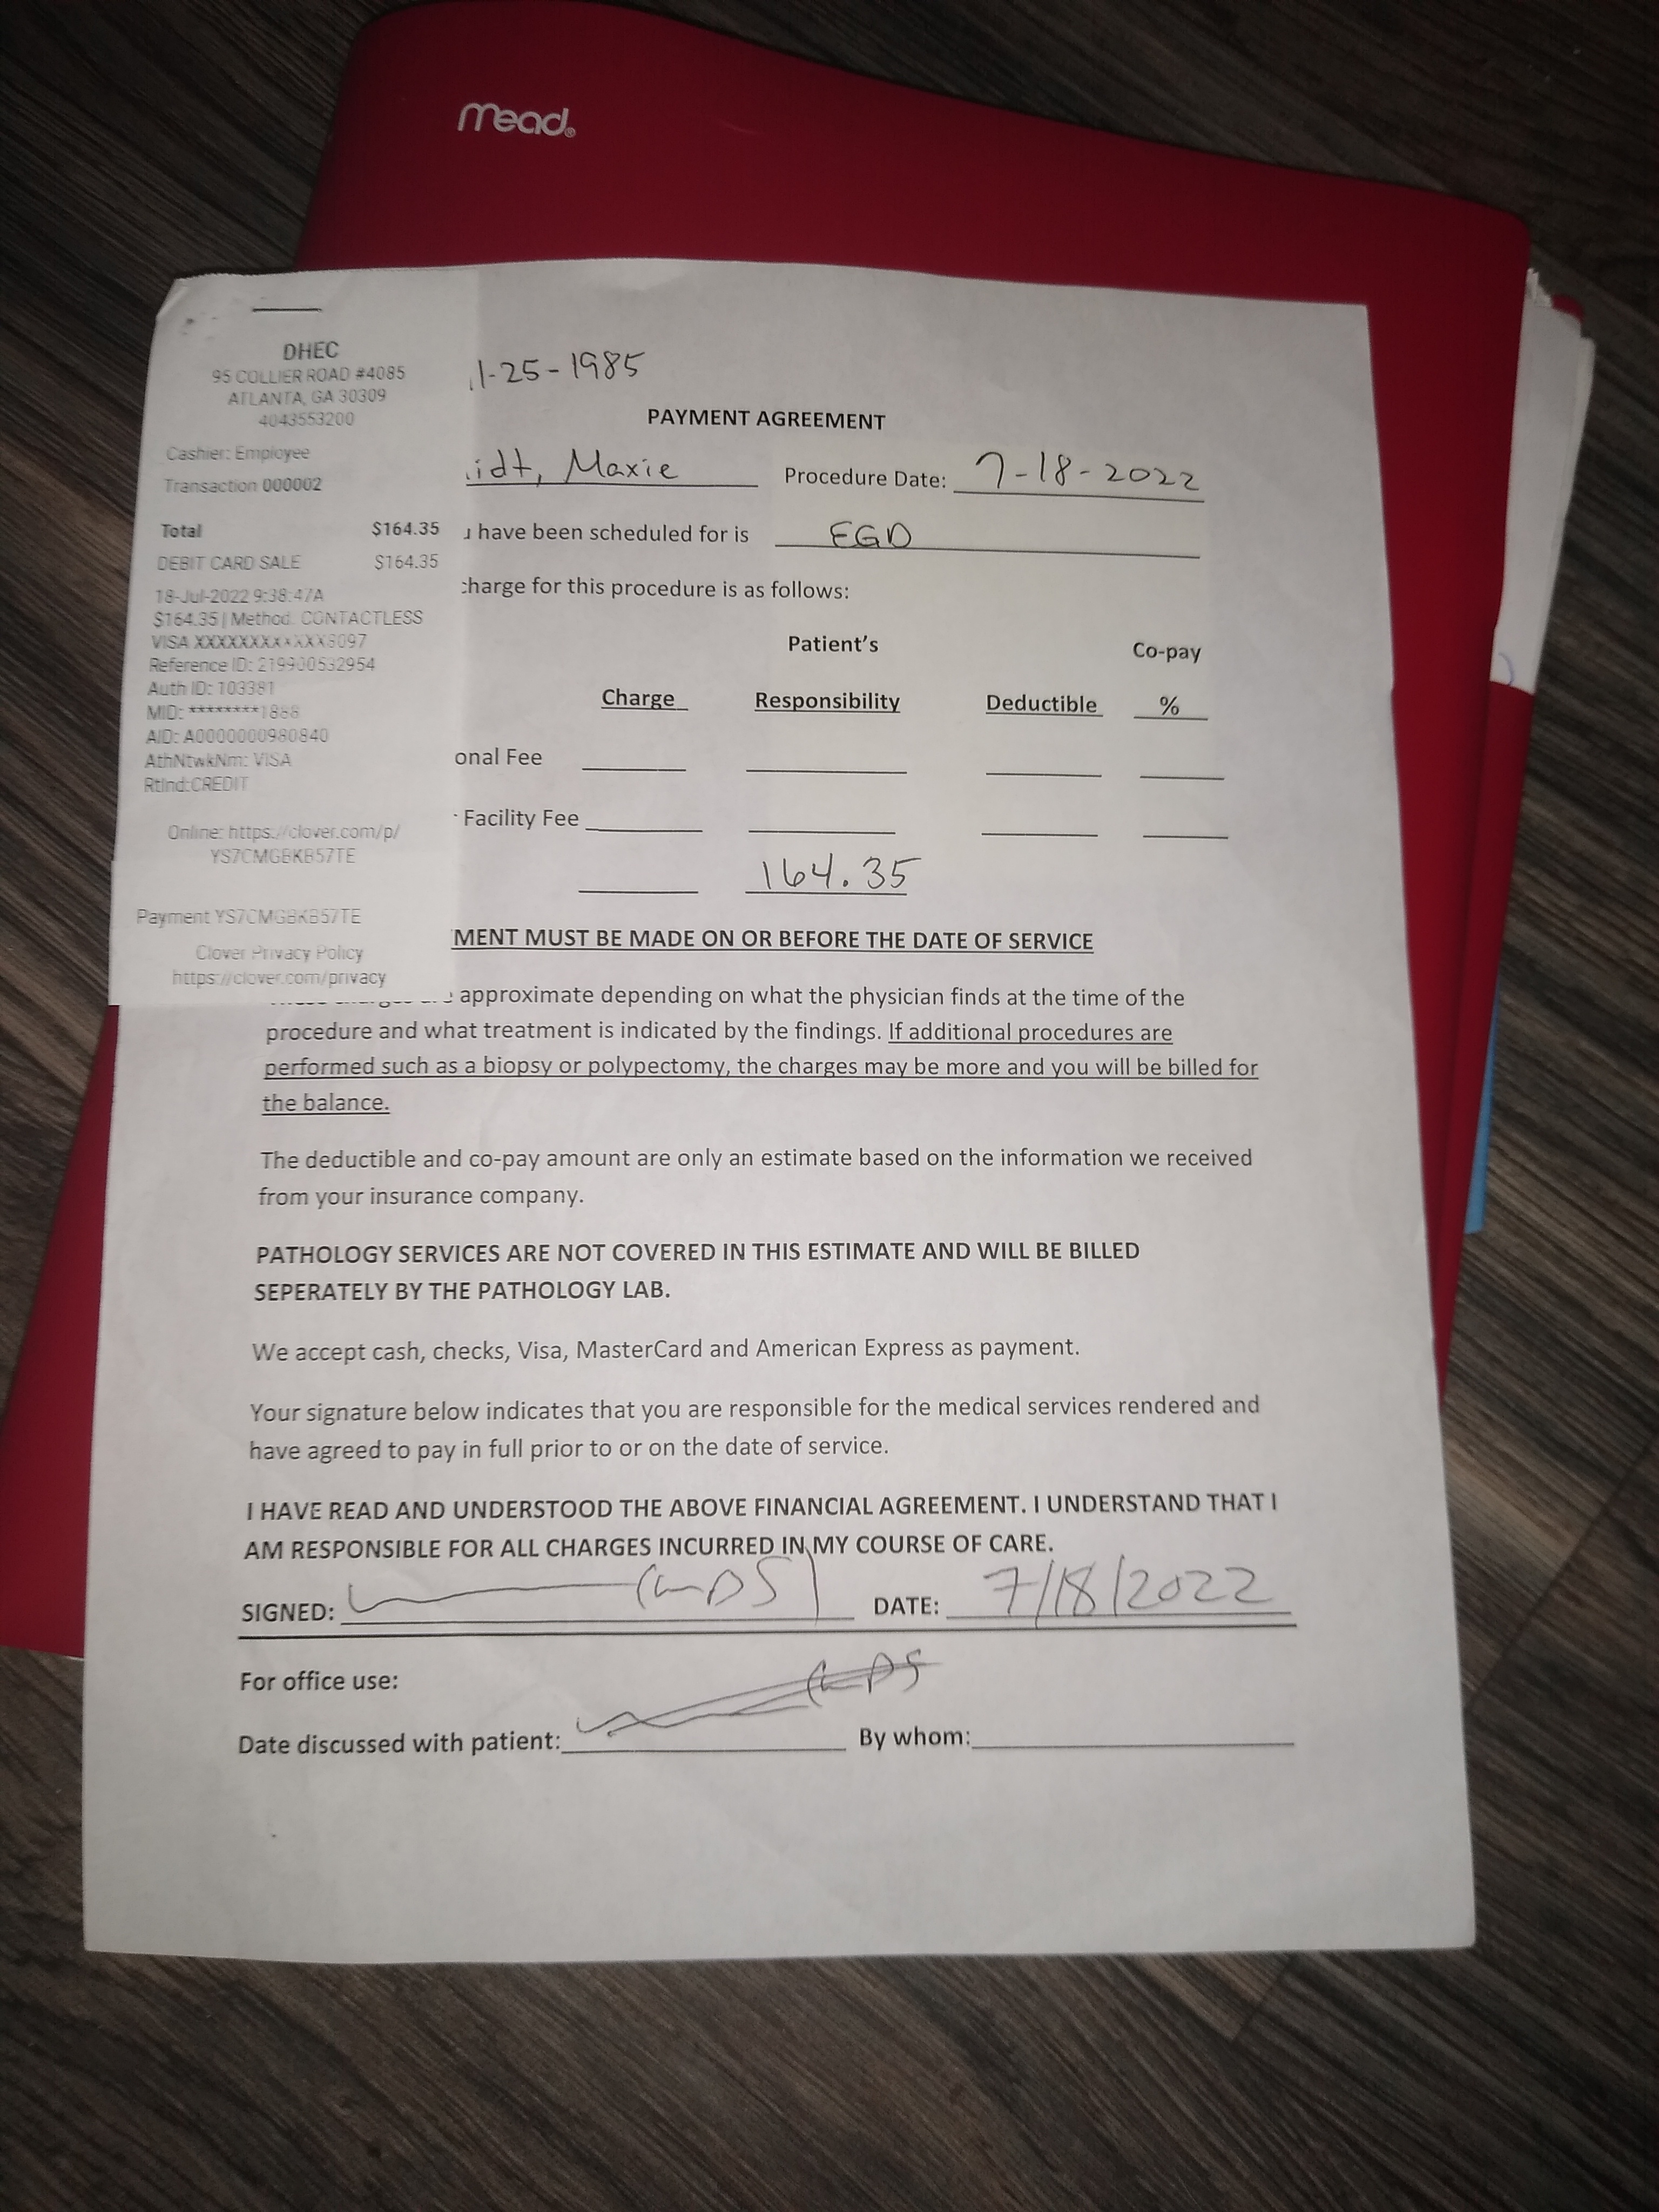 mead®
DHEC
95 COLLIER ROAD #4085
ATLANTA, GA 30309
4043553200
Cashier: Employee
Transaction 000002
Total $164.35
DEBIT CARD SALE $164.35
18-Jul-2022 9:38:47A
$164.35 | Method: CONTACTLESS
VISA XXXXXXXXXXXX8097
Reference ID: 219900532954
Auth ID: 103381
MID: ********1888
AID: A0000000980840
AthNtwkNm: VISA
RtInd:CREDIT
Online: https://clover.com/p/
YS7CMGBKB57TE
Payment YS7CMGBKB57TE
Clover Privacy Policy
https://clover.com/privacy
1-25-1985
PAYMENT AGREEMENT
idt, Maxie Procedure Date: 7-18-2022
have been scheduled for is EGD
charge for this procedure is as follows:
Patient's Co-pay
Charge Responsibility Deductible %
onal Fee
Facility Fee
164.35
MENT MUST BE MADE ON OR BEFORE THE DATE OF SERVICE
approximate depending on what the physician finds at the time of the
procedure and what treatment is indicated by the findings. If additional procedures are
performed such as a biopsy or polypectomy, the charges may be more and you will be billed for
the balance.
The deductible and co-pay amount are only an estimate based on the information we received
from your insurance company.
PATHOLOGY SERVICES ARE NOT COVERED IN THIS ESTIMATE AND WILL BE BILLED
SEPERATELY BY THE PATHOLOGY LAB.
We accept cash, checks, Visa, MasterCard and American Express as payment.
Your signature below indicates that you are responsible for the medical services rendered and
have agreed to pay in full prior to or on the date of service.
I HAVE READ AND UNDERSTOOD THE ABOVE FINANCIAL AGREEMENT. I UNDERSTAND THAT I
AM RESPONSIBLE FOR ALL CHARGES INCURRED IN MY COURSE OF CARE.
SIGNED: DATE: 7/18/2022
For office use:
Date discussed with patient: By whom: